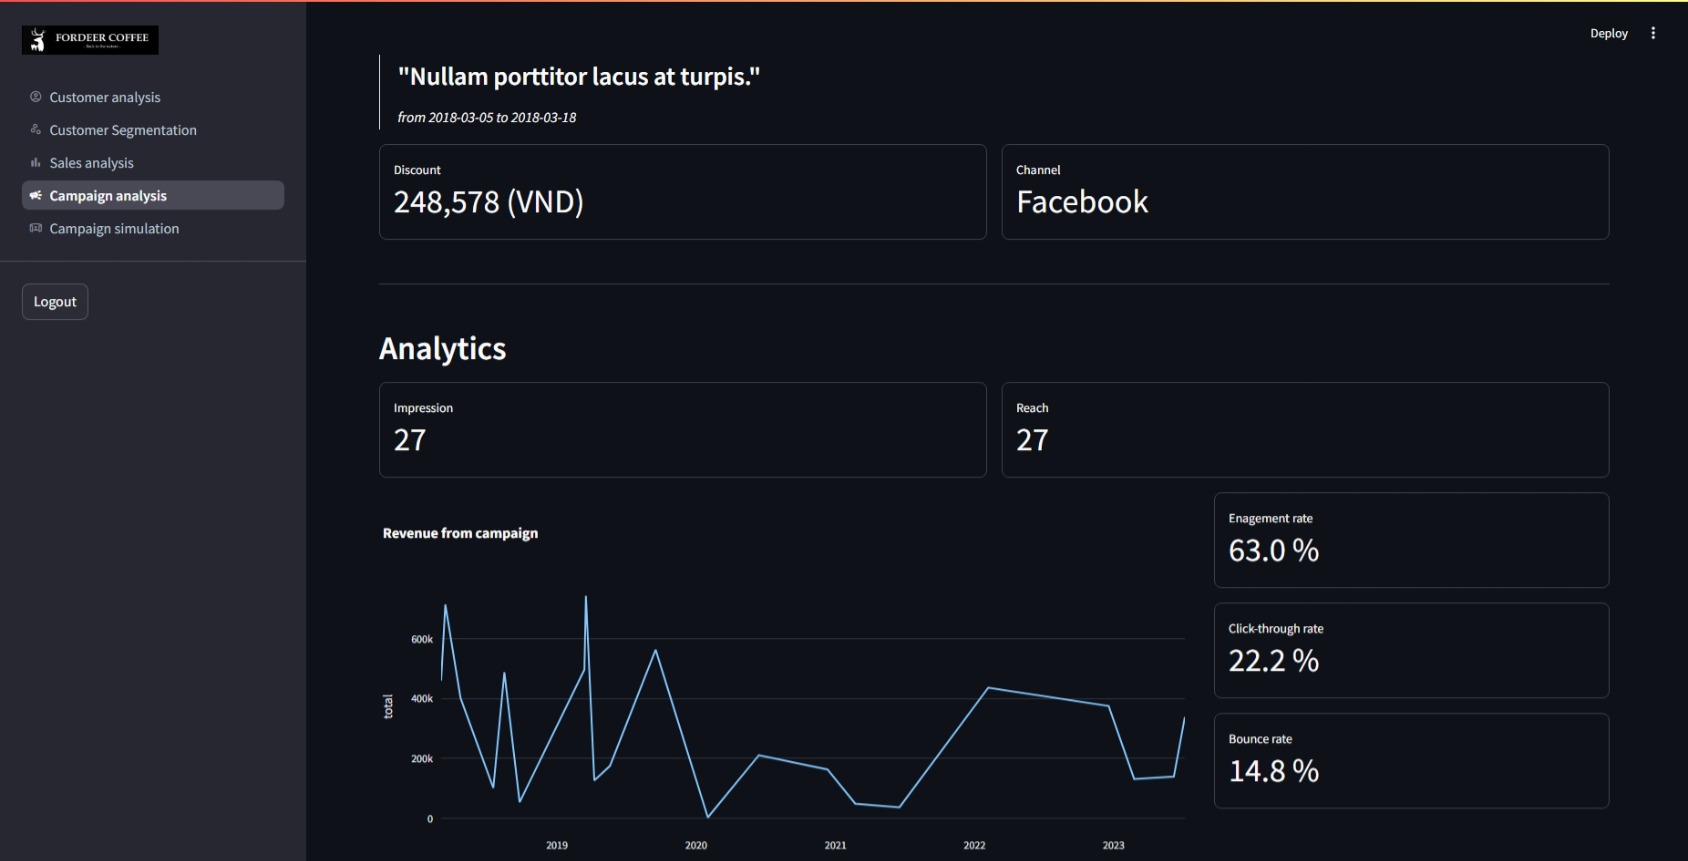 FORDEER COFFEE
Customer analysis
Customer Segmentation
Sales analysis
Campaign analysis
Campaign simulation
Logout
Deploy
"Nullam porttitor lacus at turpis."
from 2018-03-05 to 2018-03-18
Discount
248,578 (VND)
Channel
Facebook
Analytics
Impression
27
Reach
27
Revenue from campaign
total
600k
400k
200k
0
2019
2020
2021
2022
2023
Enagement rate
63.0 %
Click-through rate
22.2 %
Bounce rate
14.8 %